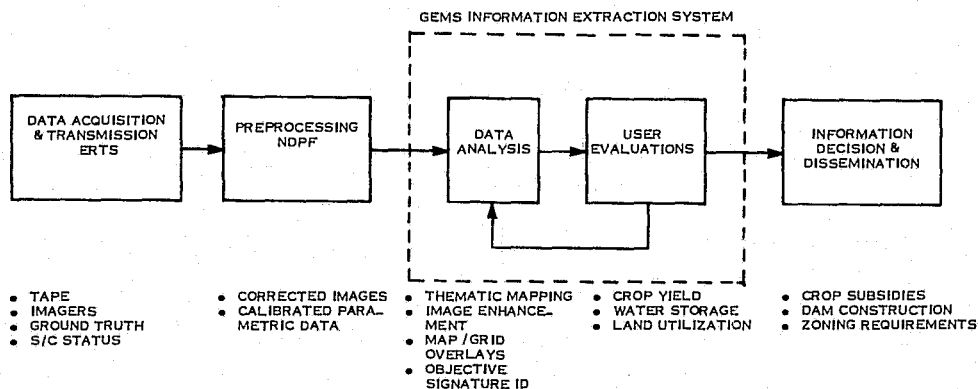 GEMS INFORMATION EXTRACTION SYSTEM
DATA ACQUISITION
& TRANSMISSION
ERTS
PREPROCESSING
NDPF
DATA
ANALYSIS
USER
EVALUATIONS
INFORMATION
DECISION &
DISSEMINATION
• TAPE
• IMAGERS
• GROUND TRUTH
• S/C STATUS
• CORRECTED IMAGES
• CALIBRATED PARA-
METRIC DATA
• THEMATIC MAPPING
• IMAGE ENHANCE-
MENT
• MAP/GRID
OVERLAYS
• OBJECTIVE
SIGNATURE ID
• CROP YIELD
• WATER STORAGE
• LAND UTILIZATION
• CROP SUBSIDIES
• DAM CONSTRUCTION
• ZONING REQUIREMENTS